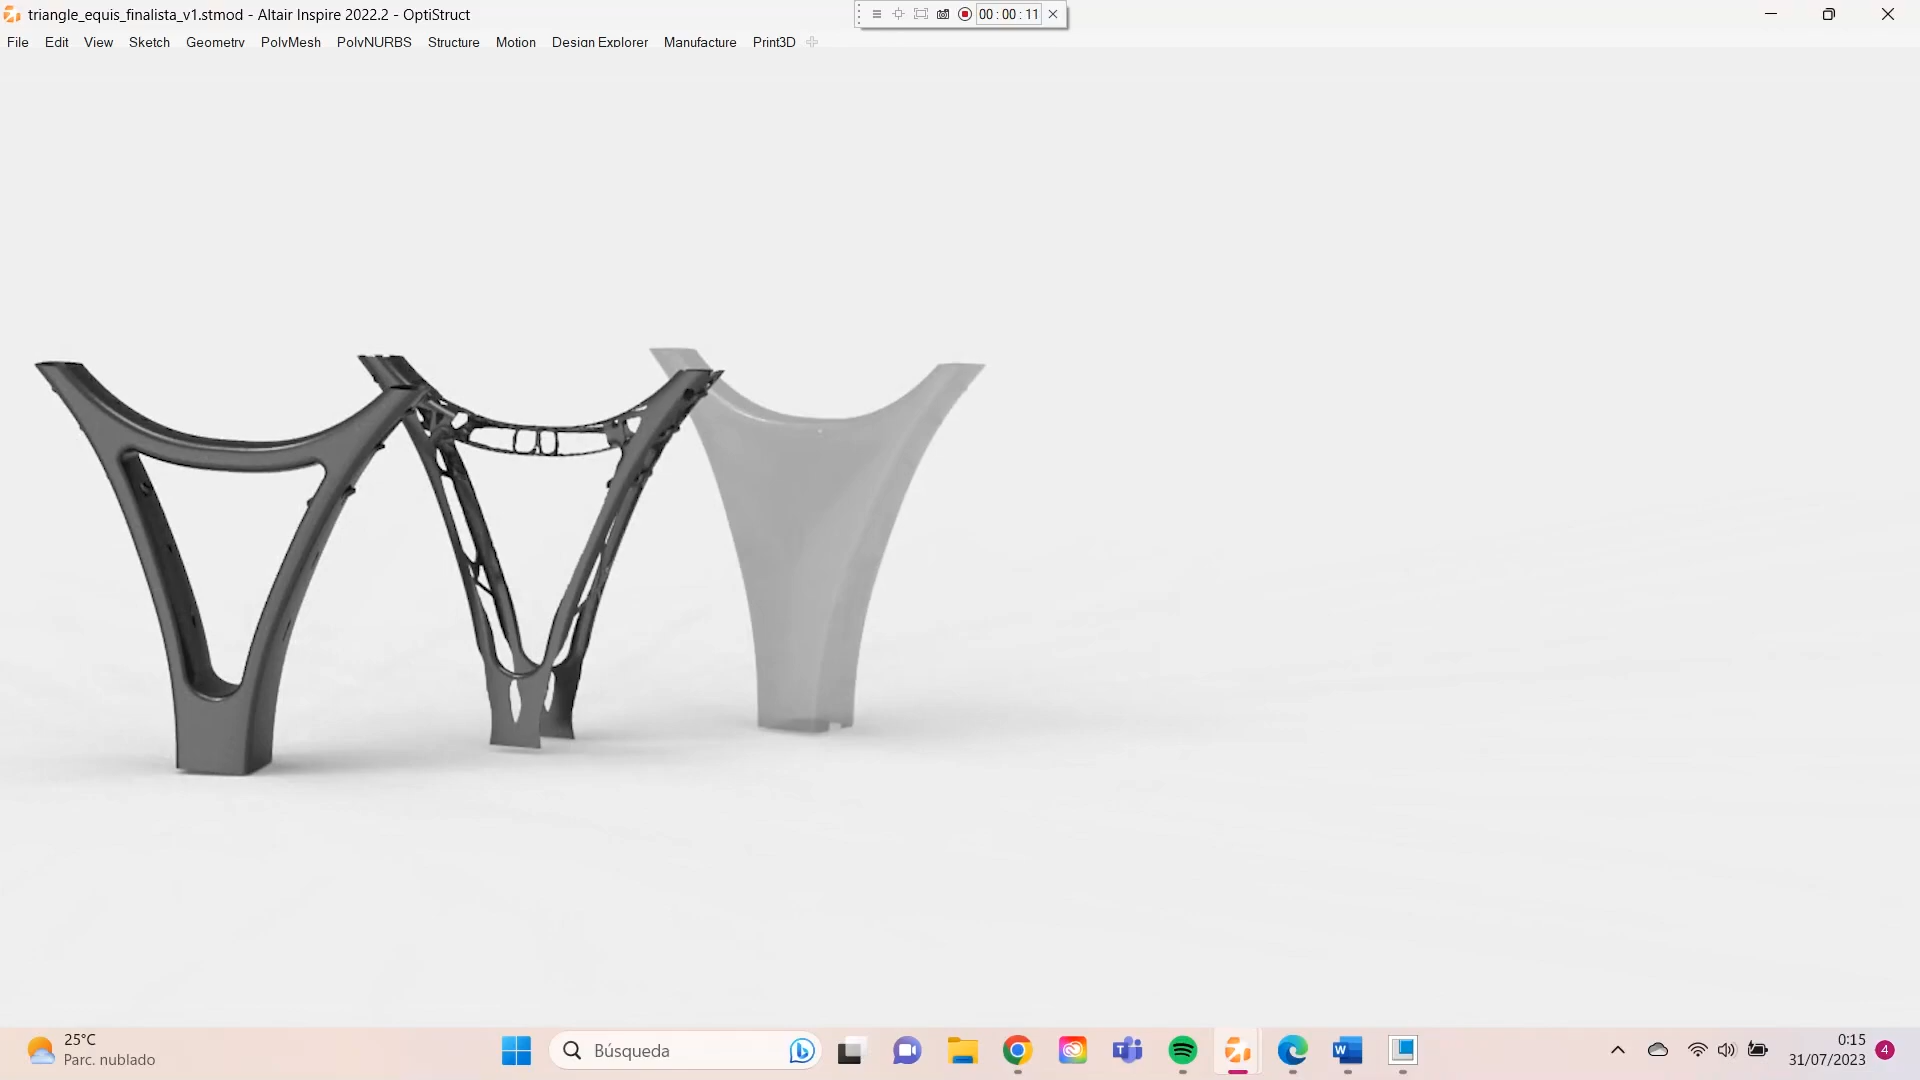 triangle_equis_finalista_v1.stmod - Altair Inspire 2022.2 - OptiStruct
00 : 00 : 11
File Edit View Sketch Geometry PolyMesh PolyNURBS Structure Motion Design Explorer Manufacture Print3D
25°C
Parc. nublado
Búsqueda
0:15
31/07/2023
4